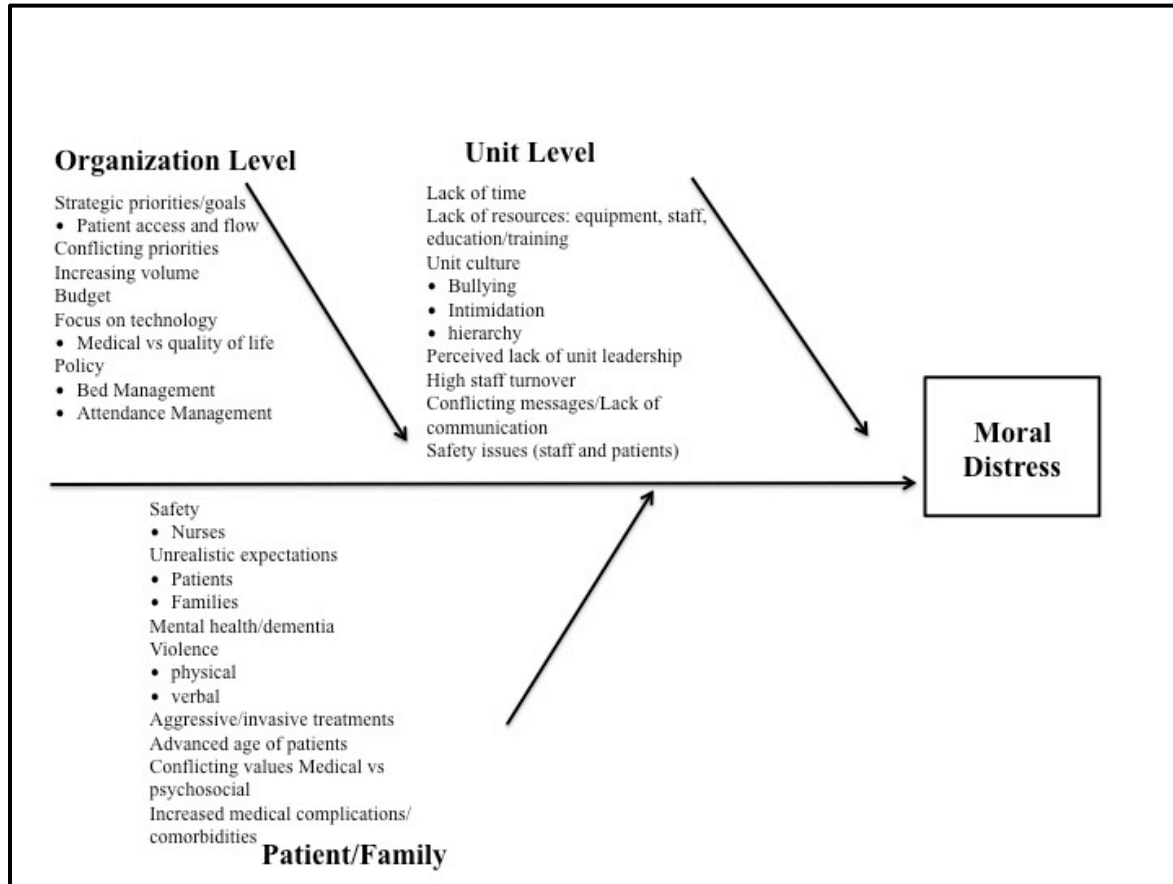 Organization Level
Strategic priorities/goals
• Patient access and flow
Conflicting priorities
Increasing volume
Budget
Focus on technology
• Medical vs quality of life
Policy
• Bed Management
• Attendance Management
Unit Level
Lack of time
Lack of resources: equipment, staff,
education/training
Unit culture
• Bullying
• Intimidation
• hierarchy
Perceived lack of unit leadership
High staff turnover
Conflicting messages/Lack of
communication
Safety issues (staff and patients)
Moral
Distress
Safety
• Nurses
Unrealistic expectations
• Patients
• Families
Mental health/dementia
Violence
• physical
• verbal
Aggressive/invasive treatments
Advanced age of patients
Conflicting values Medical vs
psychosocial
Increased medical complications/
comorbidities
Patient/Family